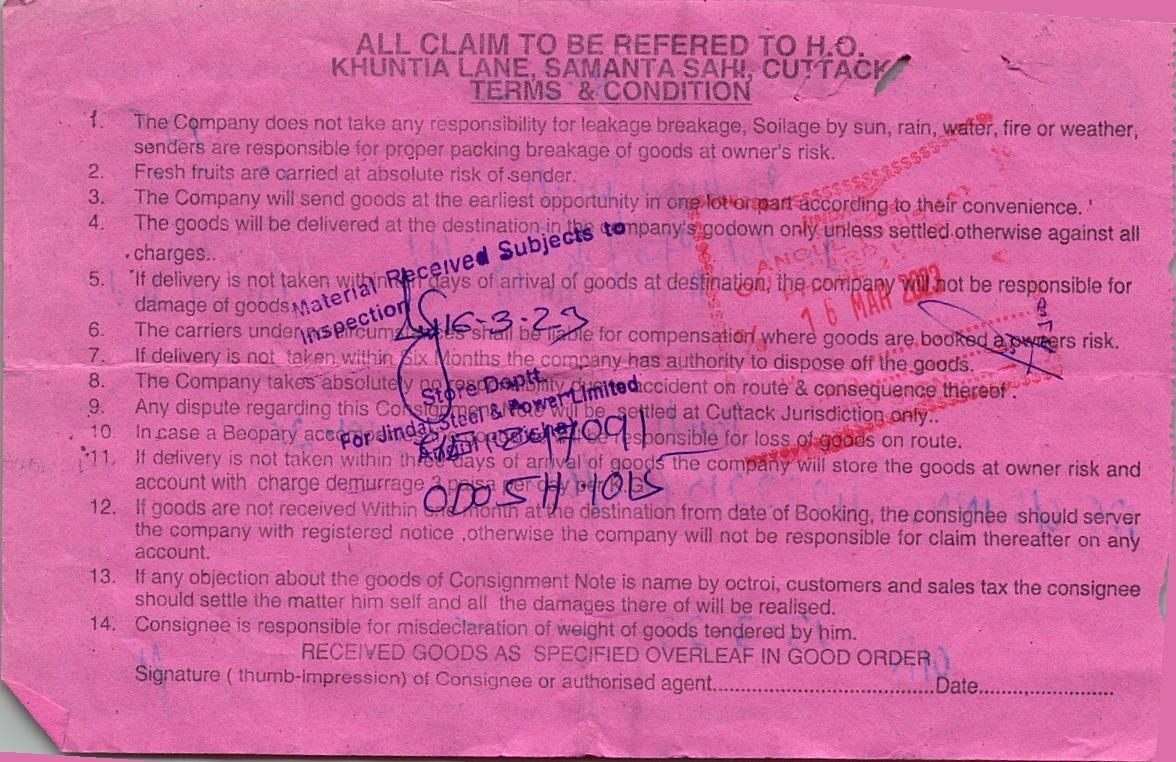 ALL CLAIM TO BE REFERED TO H.O.
KHUNTIA LANE, SAMANTA SAHI, CUTTACK
TERMS & CONDITION
1. The Company does not take any responsibility for leakage breakage, Soilage by sun, rain, water, fire or weather,
senders are responsible for proper packing breakage of goods at owner's risk.
2. Fresh fruits are carried at absolute risk of sender.
3. The Company will send goods at the earliest opportunity in one lot or part according to their convenience.
4. The goods will be delivered at the destination in the company's godown only unless settled otherwise against all
charges..
5. If delivery is not taken within days of arrival of goods at destination, the company will not be responsible for
damage of goods.
6. The carriers under circumstances shall be liable for compensation where goods are booked a owners risk.
7. If delivery is not taken within Six Months the company has authority to dispose off the goods.
8. The Company takes absolutely no responsibility due accident on route & consequence thereof.
9. Any dispute regarding this Consignment Note will be settled at Cuttack Jurisdiction only..
10. In case a Beopary be responsible for loss of goods on route.
11. If delivery is not taken within three days of arrival of goods the company will store the goods at owner risk and
account with charge demurrage paisa per day per K.G.
12. If goods are not received Within month at the destination from date of Booking, the consignee should server
the company with registered notice ,otherwise the company will not be responsible for claim thereafter on any
account.
13. If any objection about the goods of Consignment Note is name by octroi, customers and sales tax the consignee
should settle the matter him self and all the damages there of will be realised.
14. Consignee is responsible for misdeclaration of weight of goods tendered by him.
RECEIVED GOODS AS SPECIFIED OVERLEAF IN GOOD ORDER
Signature ( thumb-impression) of Consignee or authorised agent.......................................Date........................
Material Received Subjects to
Inspection
16-3-23
Store Deptt.
For Jindal Steel & Power Limited
16 MAR 2023